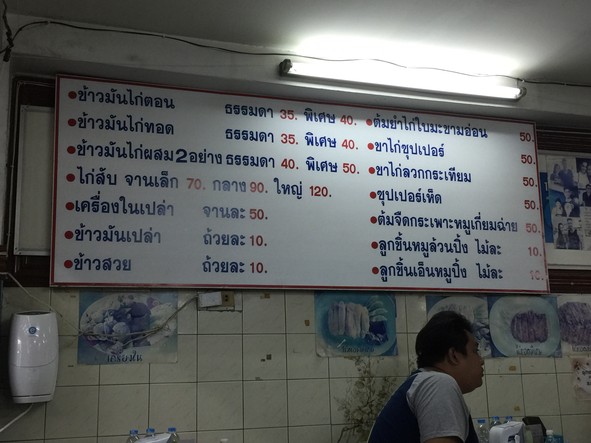 •ข้าวมันไก่ตอน ธรรมดา 35. พิเศษ 40.
•ข้าวมันไก่ทอด ธรรมดา 35. พิเศษ 40.
•ข้าวมันไก่ผสม2อย่าง ธรรมดา 40. พิเศษ 50.
•ไก่สับ จานเล็ก 70. กลาง 90. ใหญ่ 120.
•เครื่องในเปล่า จานละ 50.
•ข้าวมันเปล่า ถ้วยละ 10.
•ข้าวสวย ถ้วยละ 10.
•ต้มยำไก่ใบมะขามอ่อน 50.
•ขาไก่ซุปเปอร์ 50.
•ขาไก่ลวกกระเทียม 50.
•ซุปเปอร์เห็ด 50.
•ต้มจืดกระเพาะหมูเกี่ยมฉ่าย 50.
•ลูกชิ้นหมูล้วนปิ้ง ไม้ละ 10.
•ลูกชิ้นเอ็นหมูปิ้ง ไม้ละ 10.